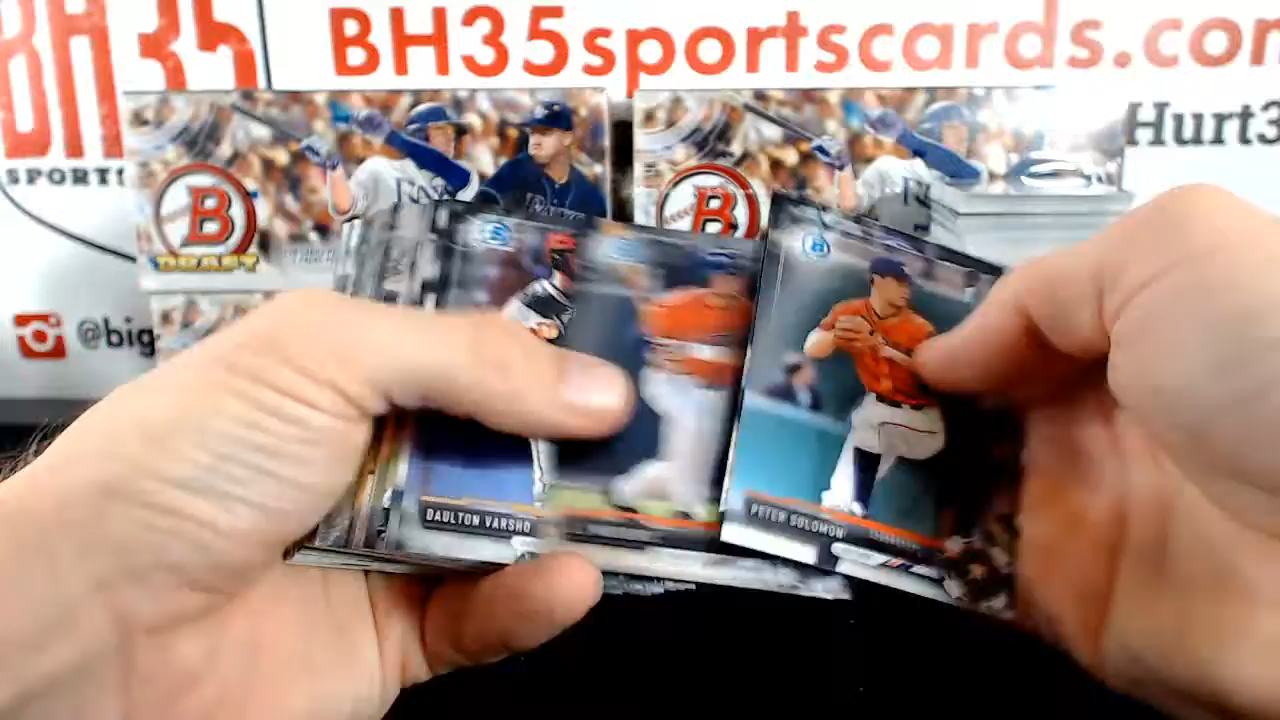 BH35
SPORTS
BH35sportscards.com
Hurt3
B
DRAFT
B
@big
DAULTON VARSHO
PETER SOLOMON